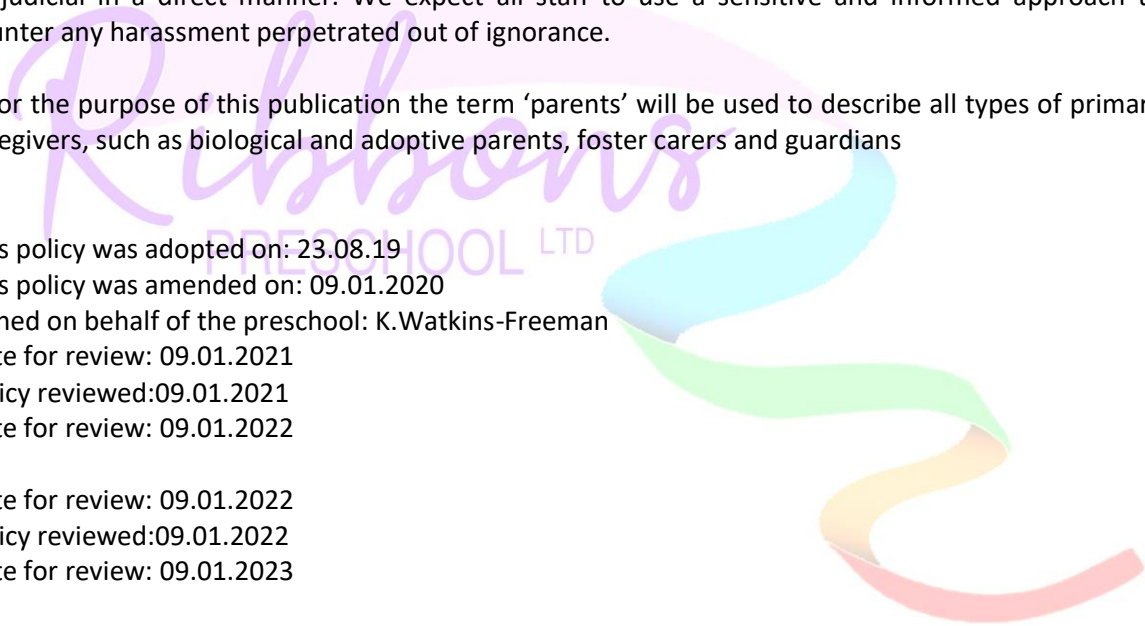 judicial in a direct manner. We expect all staff to use a sensitive and informed approach
unter any harassment perpetrated out of ignorance.
or the purpose of this publication the term ‘parents’ will be used to describe all types of primar
egivers, such as biological and adoptive parents, foster carers and guardians
Ribbons
PRESCHOOL LTD
s policy was adopted on: 23.08.19
s policy was amended on: 09.01.2020
ned on behalf of the preschool: K.Watkins-Freeman
te for review: 09.01.2021
icy reviewed:09.01.2021
te for review: 09.01.2022
te for review: 09.01.2022
icy reviewed:09.01.2022
te for review: 09.01.2023